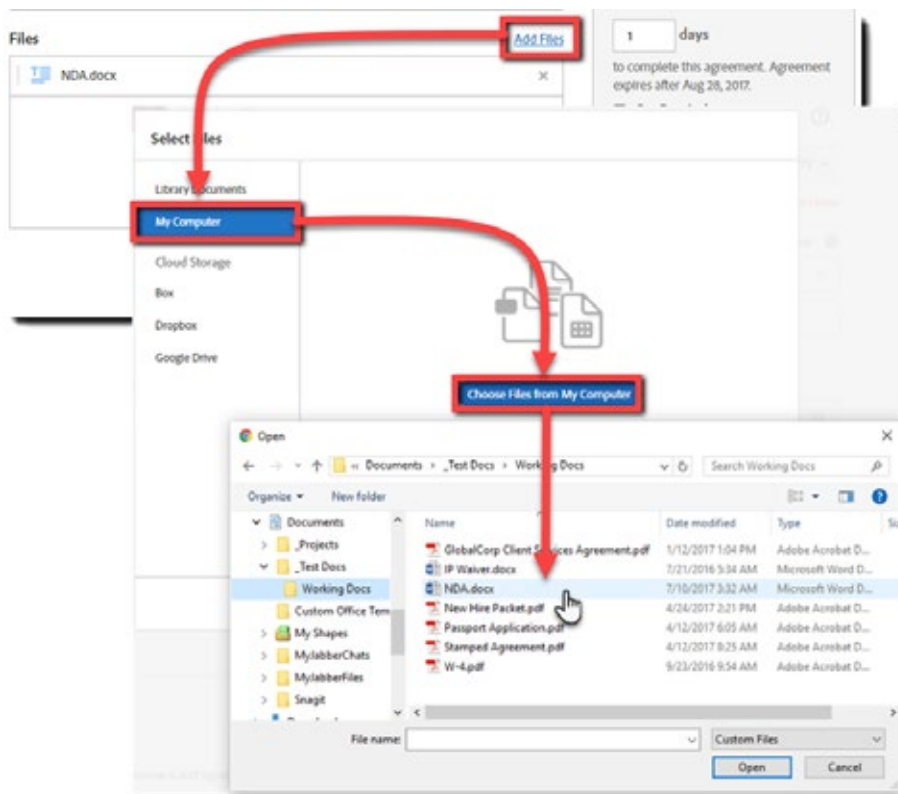 Files
Add Files
NDA.docx
1 days
to complete this agreement. Agreement
expires after Aug 28, 2017.
Select Files
Library Documents
My Computer
Cloud Storage
Box
Dropbox
Google Drive
Choose Files from My Computer
Open
« Documents > _Test Docs > Working Docs
Search Working Docs
Organize
New folder
Documents
_Projects
_Test Docs
Working Docs
Custom Office Tem
My Shapes
MyJabberChats
MyJabberFiles
Snagit
Name Date modified Type
GlobalCorp Client Services Agreement.pdf 1/12/2017 1:04 PM Adobe Acrobat D...
IP Waiver.docx 7/21/2016 5:34 AM Microsoft Word D...
NDA.docx 7/10/2017 3:32 AM Microsoft Word D...
New Hire Packet.pdf 4/24/2017 2:21 PM Adobe Acrobat D...
Passport Application.pdf 4/12/2017 6:05 AM Adobe Acrobat D...
Stamped Agreement.pdf 4/12/2017 8:25 AM Adobe Acrobat D...
W-4.pdf 9/23/2016 9:54 AM Adobe Acrobat D...
File name:
Custom Files
Open
Cancel